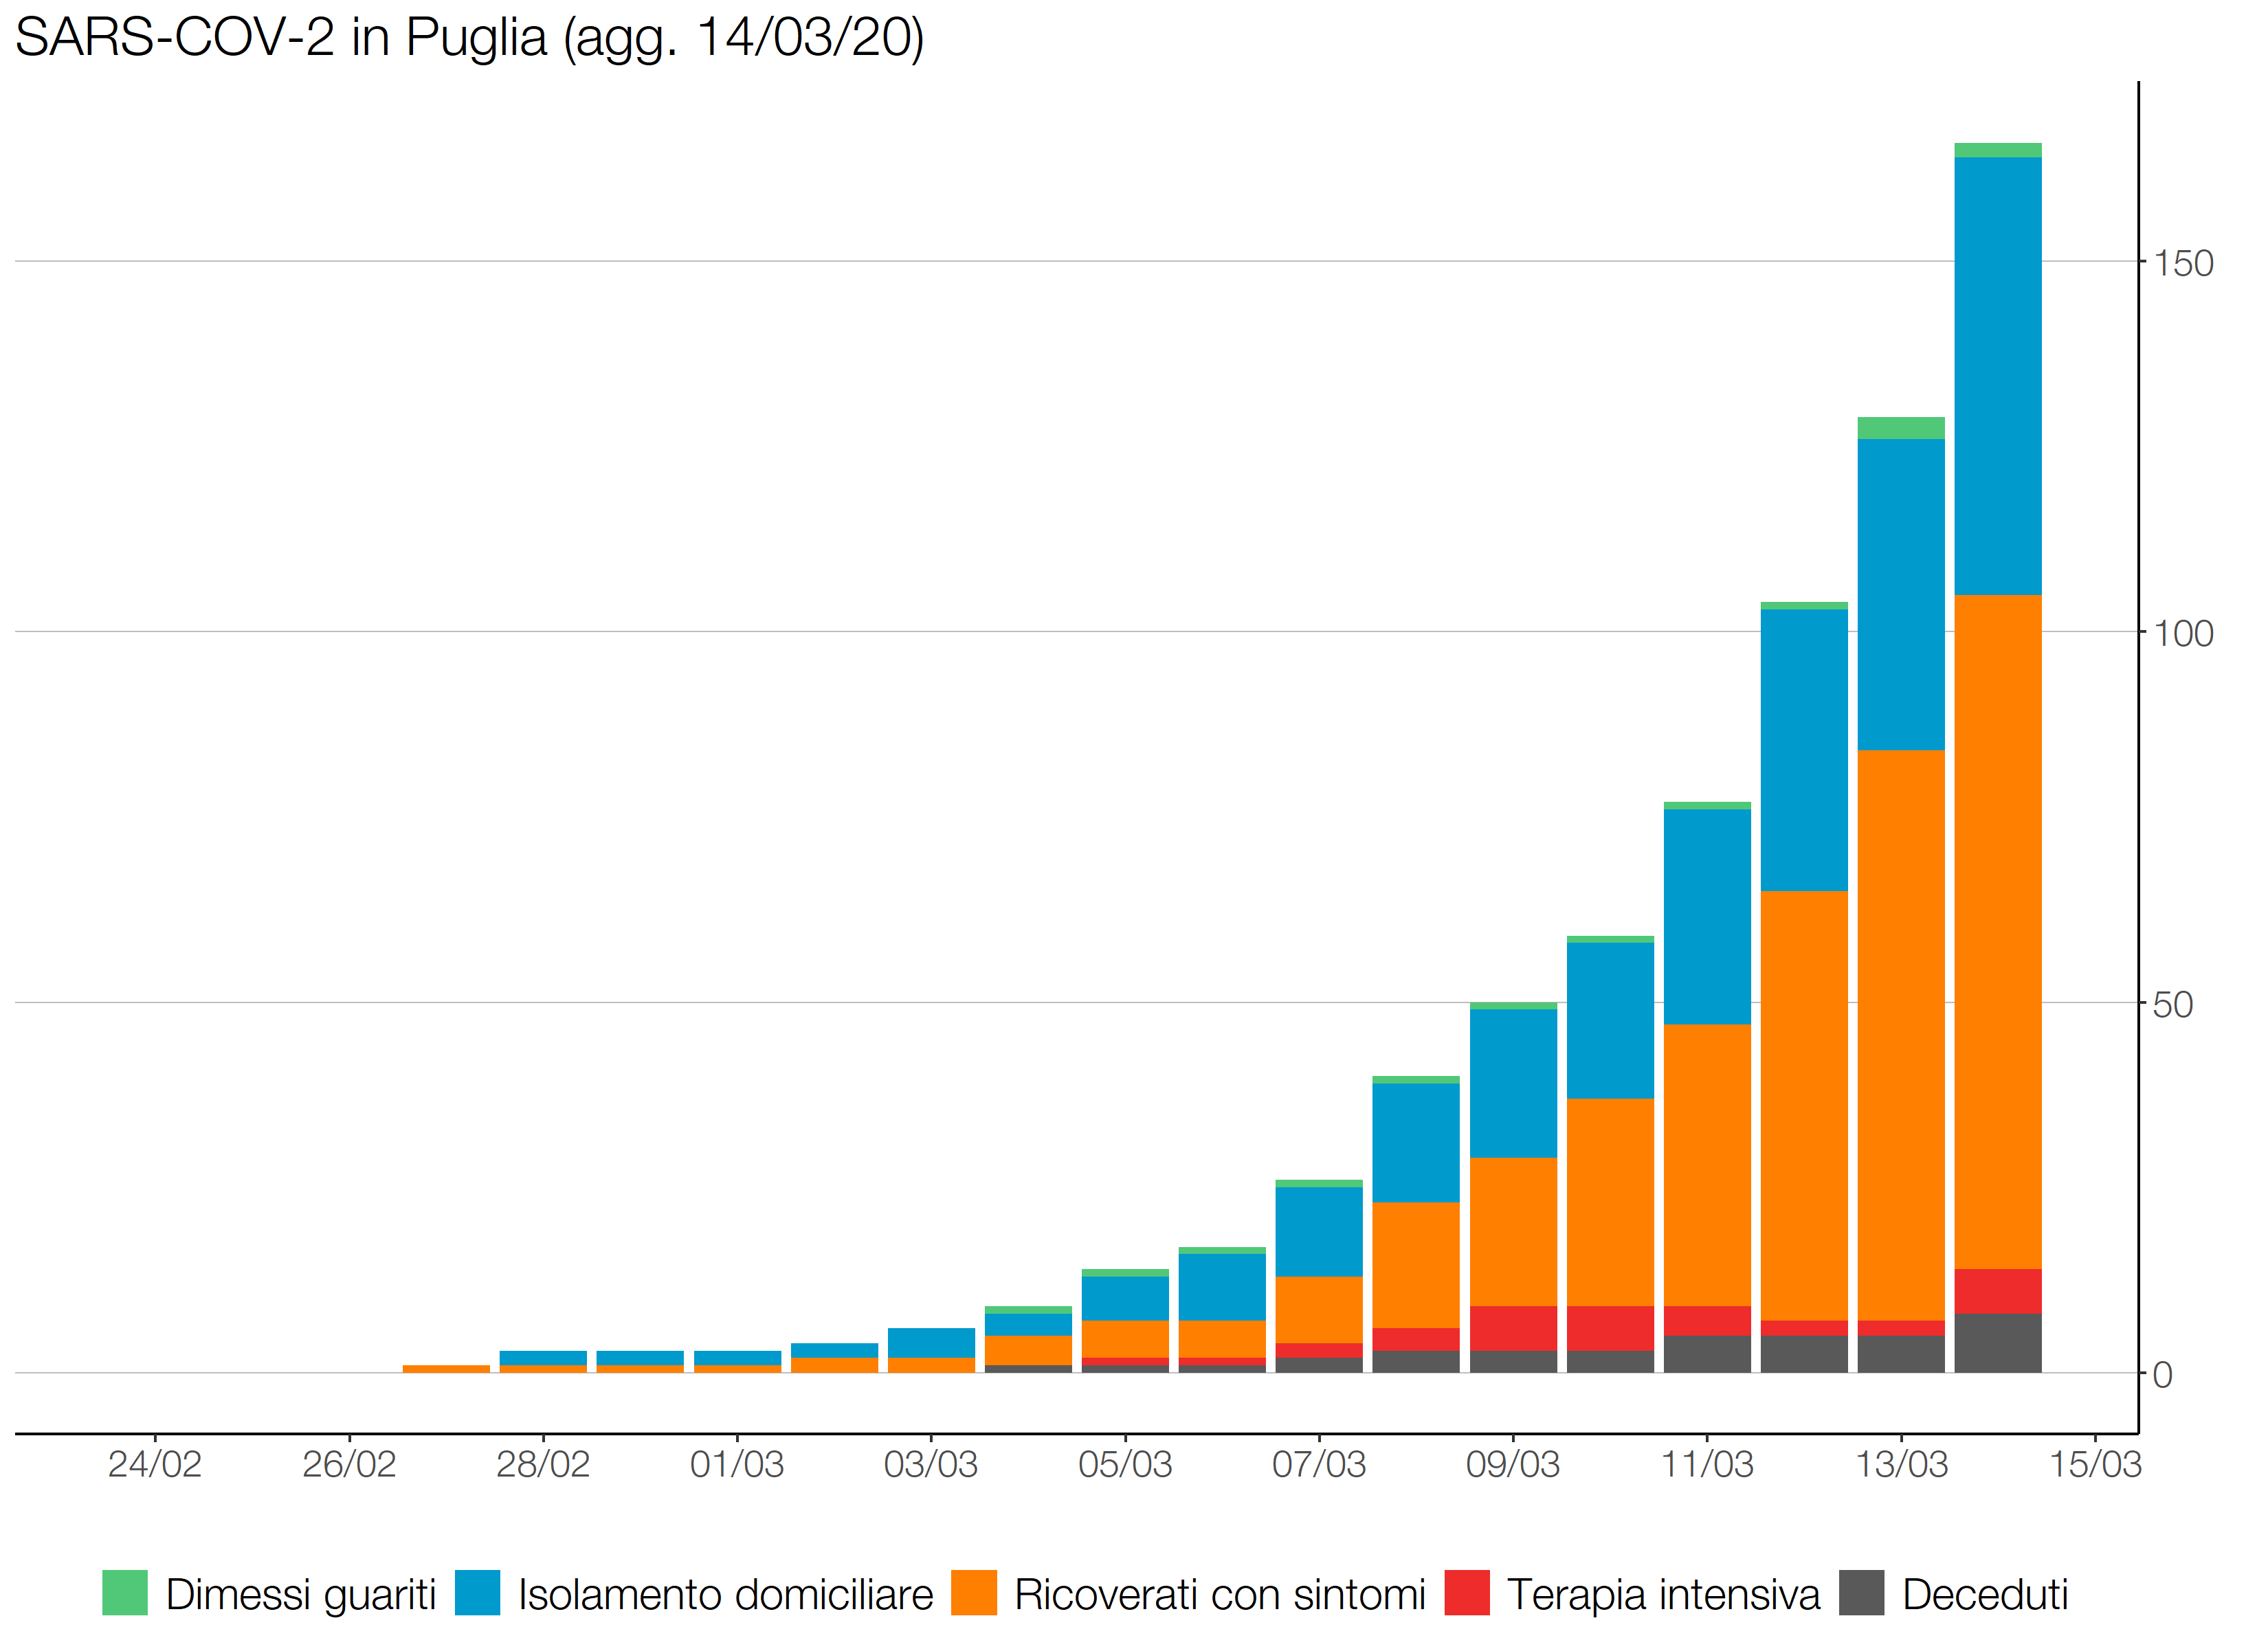 SARS-COV-2 in Puglia (agg. 14/03/20)
150
100
50
0
24/02 26/02 28/02 01/03 03/03 05/03 07/03 09/03 11/03 13/03 15/03
Dimessi guariti Isolamento domiciliare Ricoverati con sintomi Terapia intensiva Deceduti